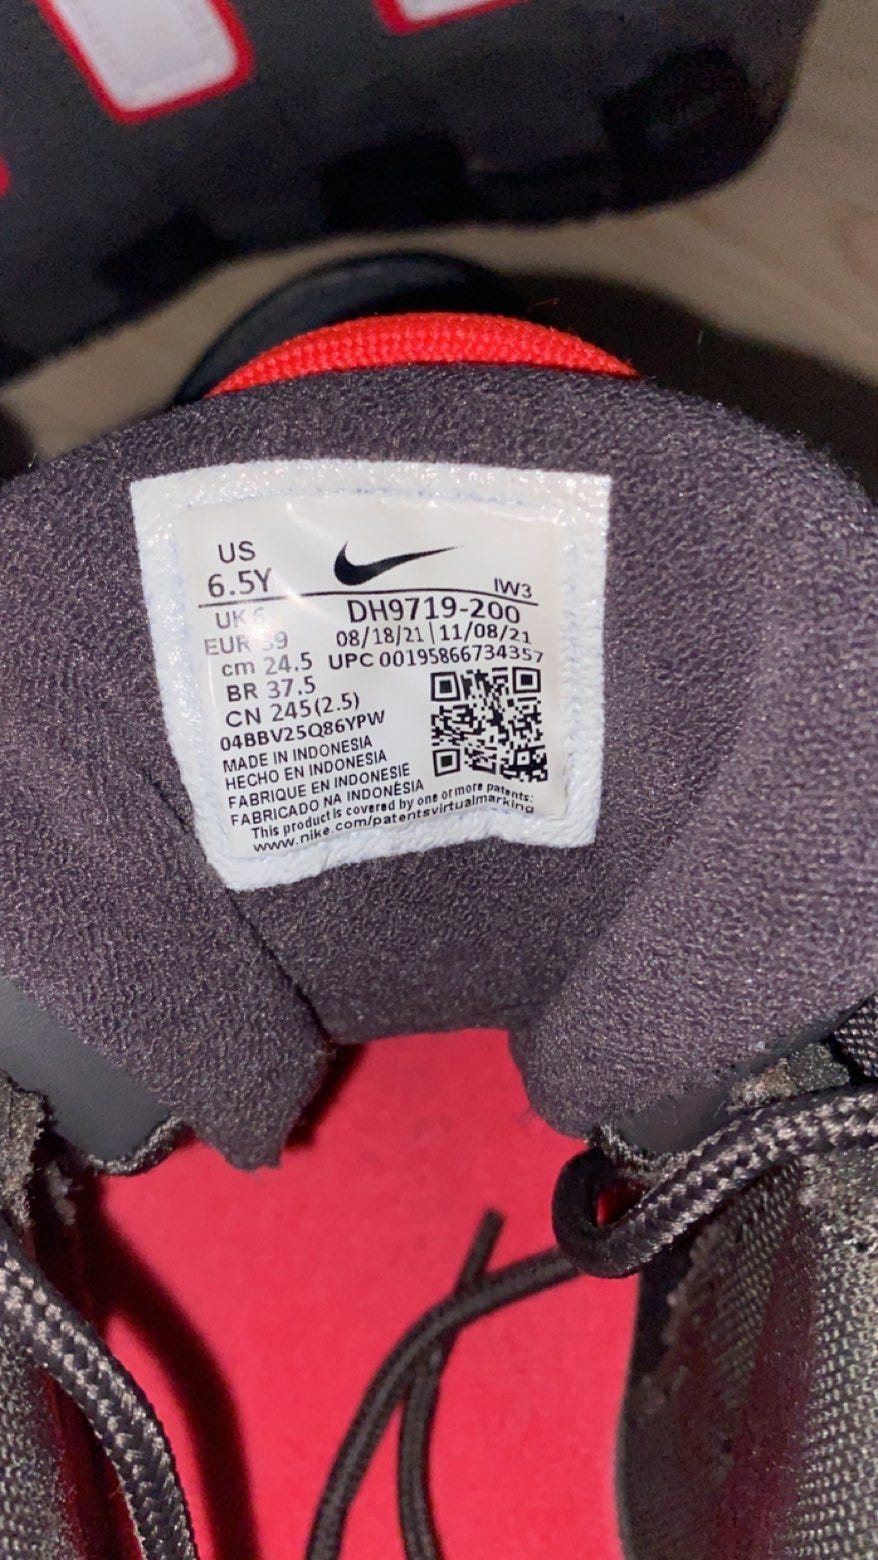 US
6.5Y
IW3
UK 6
DH9719-200
EUR 39
08/18/21 | 11/08/21
cm 24.5
UPC 00195866734357
BR 37.5
CN 245(2.5)
04BBV25Q86YPW
MADE IN INDONESIA
HECHO EN INDONESIA
FABRIQUE EN INDONESIE
FABRICADO NA INDONÉSIA
This product is covered by one or more patents:
www.nike.com/patentsvirtualmarking